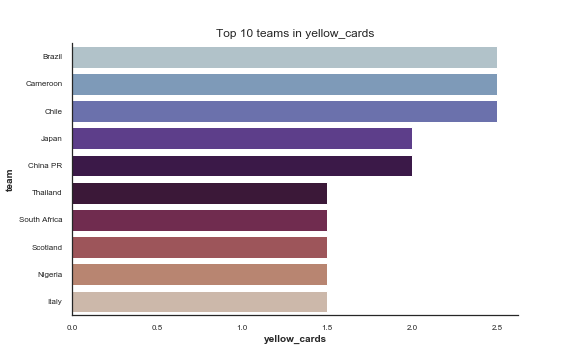 Top 10 teams in yellow_cards
Brazil
Cameroon
Chile
Japan
China PR
Thailand
South Africa
Scotland
Nigeria
Italy
team
0.0 0.5 1.0 1.5 2.0 2.5
yellow_cards